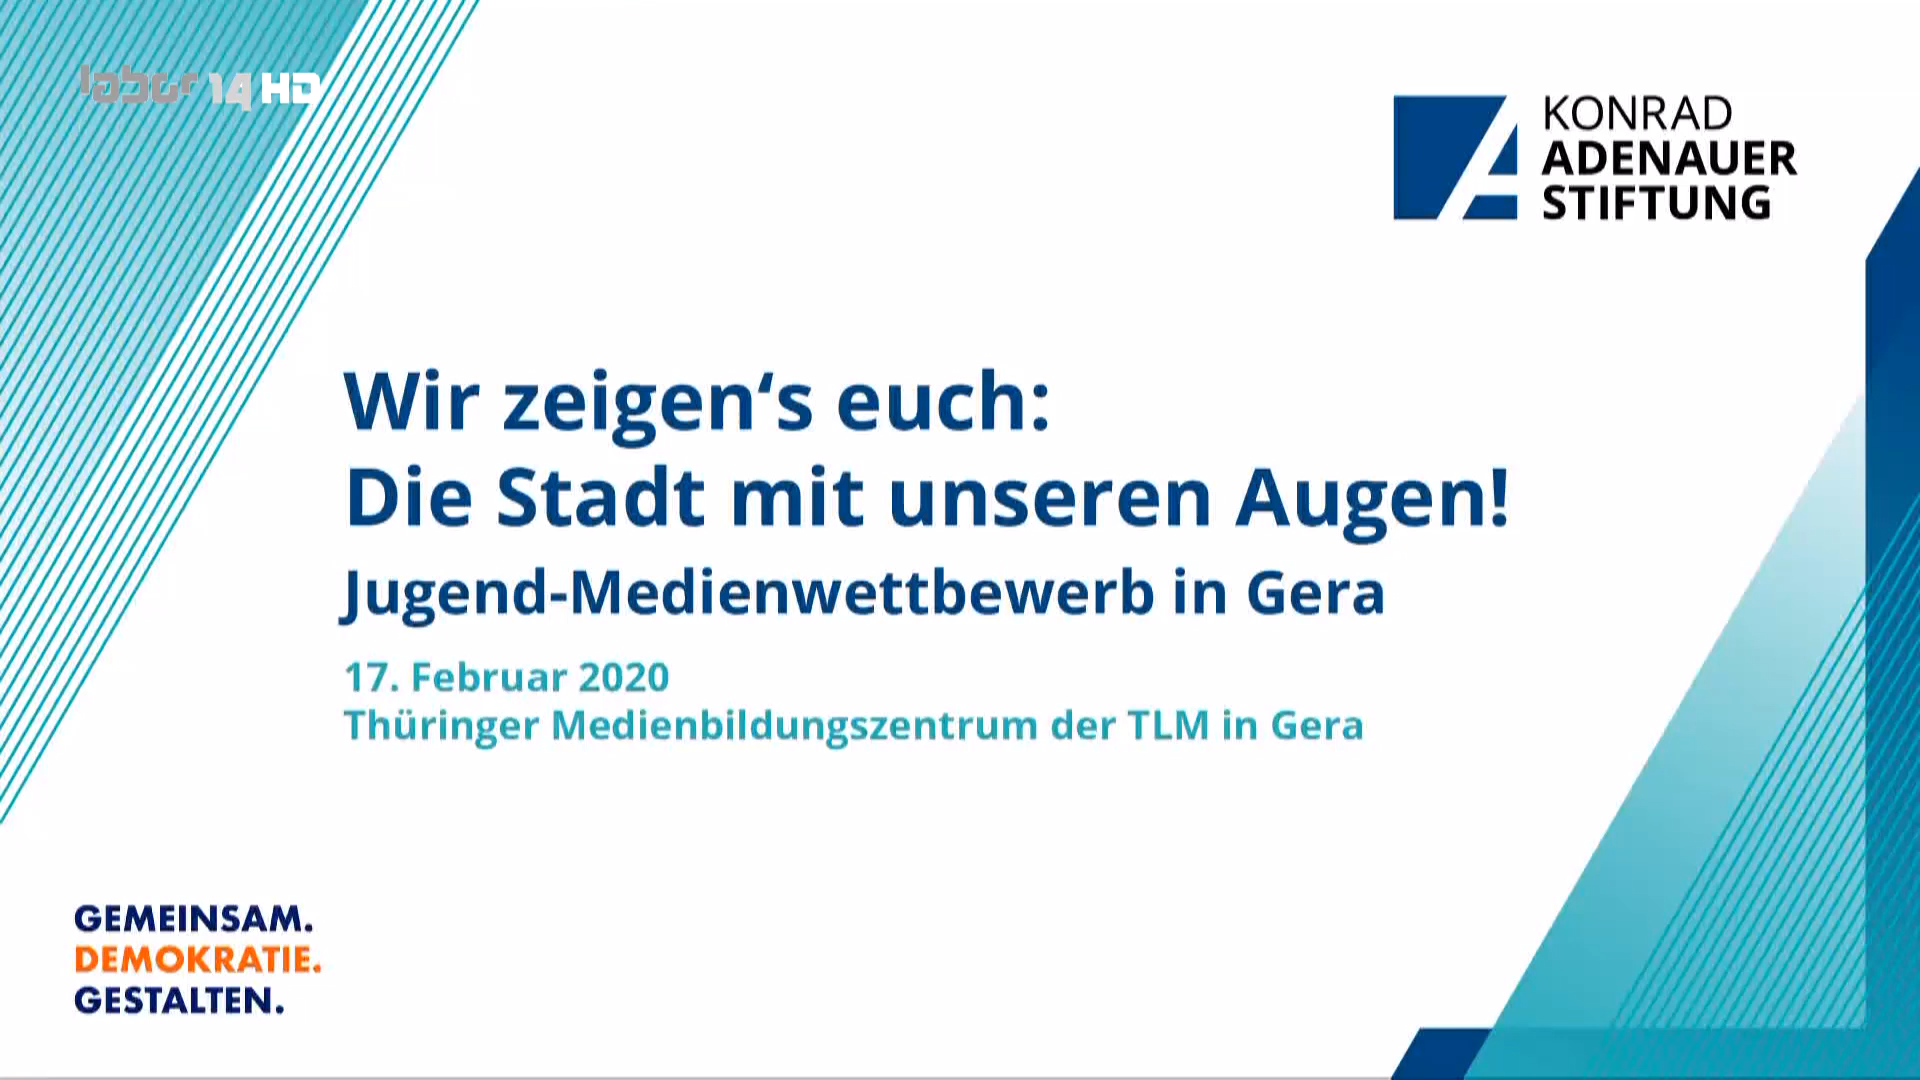 labor 14 HD
KONRAD
ADENAUER
STIFTUNG
Wir zeigen‘s euch:
Die Stadt mit unseren Augen!
Jugend-Medienwettbewerb in Gera
17. Februar 2020
Thüringer Medienbildungszentrum der TLM in Gera
GEMEINSAM.
DEMOKRATIE.
GESTALTEN.